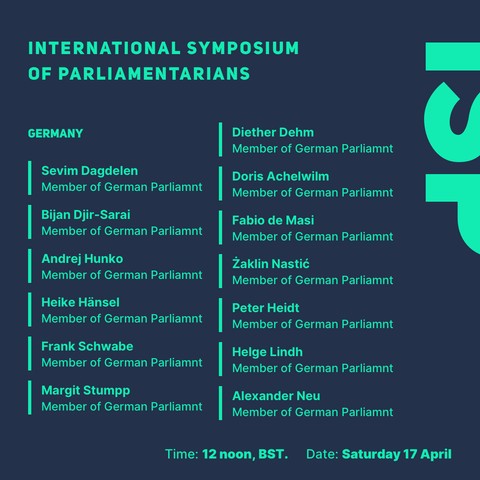 INTERNATIONAL SYMPOSIUM
OF PARLIAMENTARIANS
ISP
GERMANY
Sevim Dagdelen
Member of German Parliamnt
Bijan Djir-Sarai
Member of German Parliamnt
Andrej Hunko
Member of German Parliamnt
Heike Hänsel
Member of German Parliamnt
Frank Schwabe
Member of German Parliamnt
Margit Stumpp
Member of German Parliamnt
Diether Dehm
Member of German Parliamnt
Doris Achelwilm
Member of German Parliamnt
Fabio de Masi
Member of German Parliamnt
Żaklin Nastić
Member of German Parliamnt
Peter Heidt
Member of German Parliamnt
Helge Lindh
Member of German Parliamnt
Alexander Neu
Member of German Parliamnt
Time: 12 noon, BST. Date: Saturday 17 April